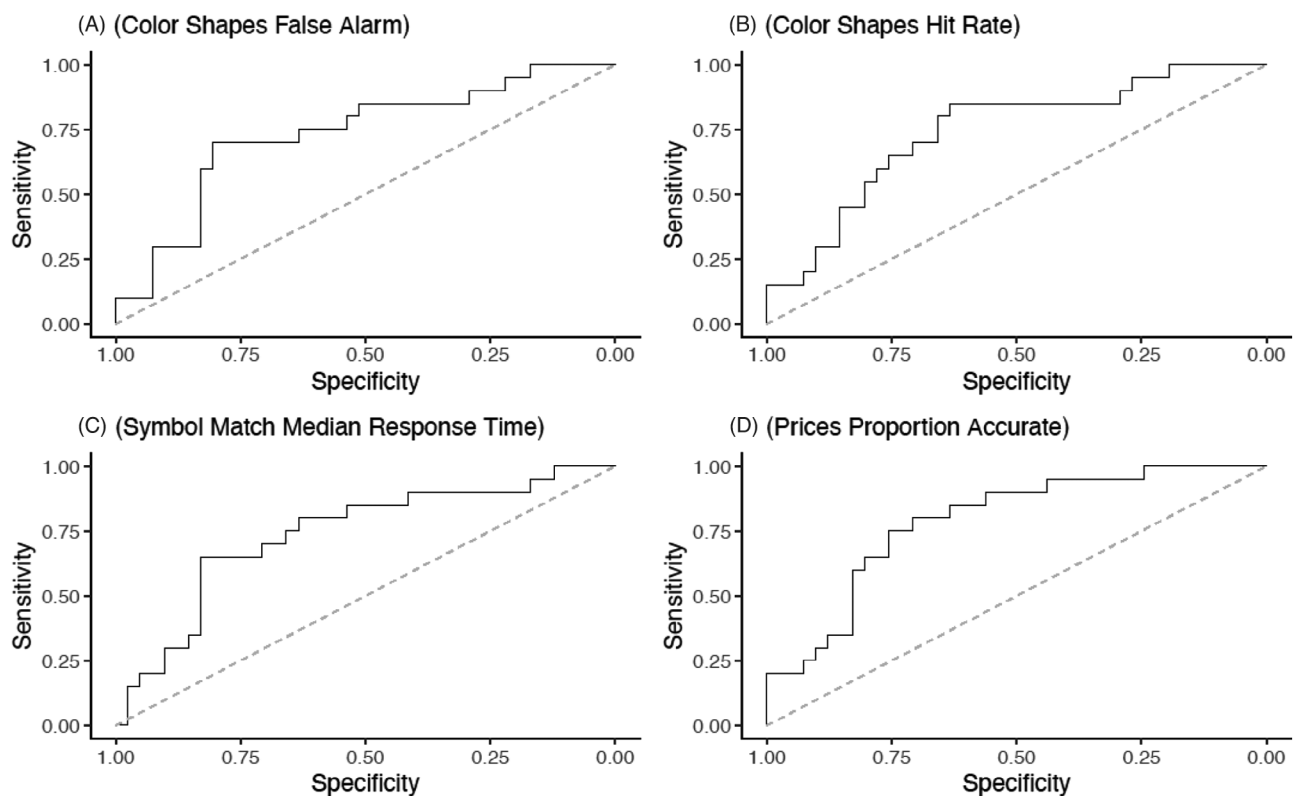 (A) (Color Shapes False Alarm)
1.00
0.75
0.50
0.25
0.00
Sensitivity
1.00 0.75 0.50 0.25 0.00
Specificity
(B) (Color Shapes Hit Rate)
1.00
0.75
0.50
0.25
0.00
Sensitivity
1.00 0.75 0.50 0.25 0.00
Specificity
(C) (Symbol Match Median Response Time)
1.00
0.75
0.50
0.25
0.00
Sensitivity
1.00 0.75 0.50 0.25 0.00
Specificity
(D) (Prices Proportion Accurate)
1.00
0.75
0.50
0.25
0.00
Sensitivity
1.00 0.75 0.50 0.25 0.00
Specificity